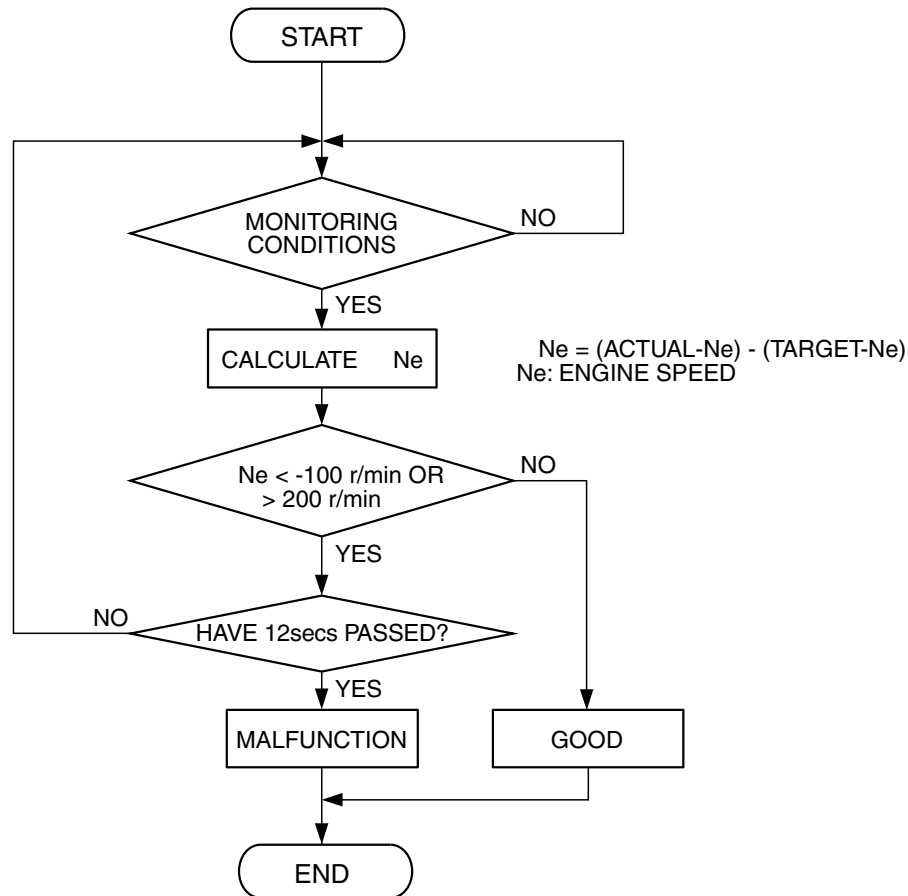 START
MONITORING
CONDITIONS
NO
YES
CALCULATE Ne
Ne = (ACTUAL-Ne) - (TARGET-Ne)
Ne: ENGINE SPEED
Ne < -100 r/min OR
> 200 r/min
NO
YES
NO
HAVE 12secs PASSED?
YES
MALFUNCTION
GOOD
END